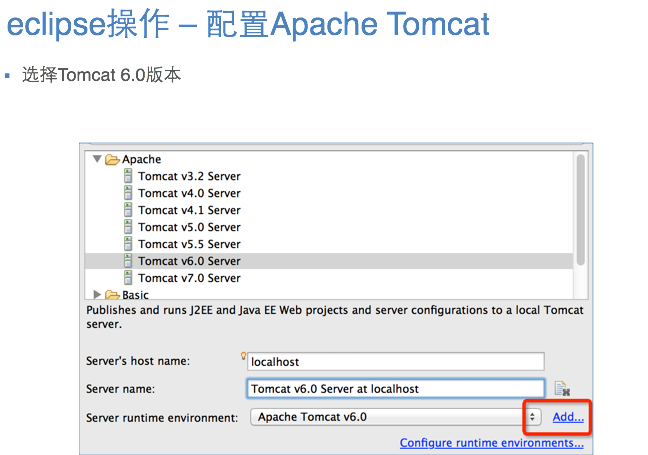 eclipse操作 – 配置Apache Tomcat
选择Tomcat 6.0版本
Apache
Tomcat v3.2 Server
Tomcat v4.0 Server
Tomcat v4.1 Server
Tomcat v5.0 Server
Tomcat v5.5 Server
Tomcat v6.0 Server
Tomcat v7.0 Server
Basic
Publishes and runs J2EE and Java EE Web projects and server configurations to a local Tomcat
server.
Server's host name: localhost
Server name: Tomcat v6.0 Server at localhost
Server runtime environment: Apache Tomcat v6.0 Add...
Configure runtime environments...